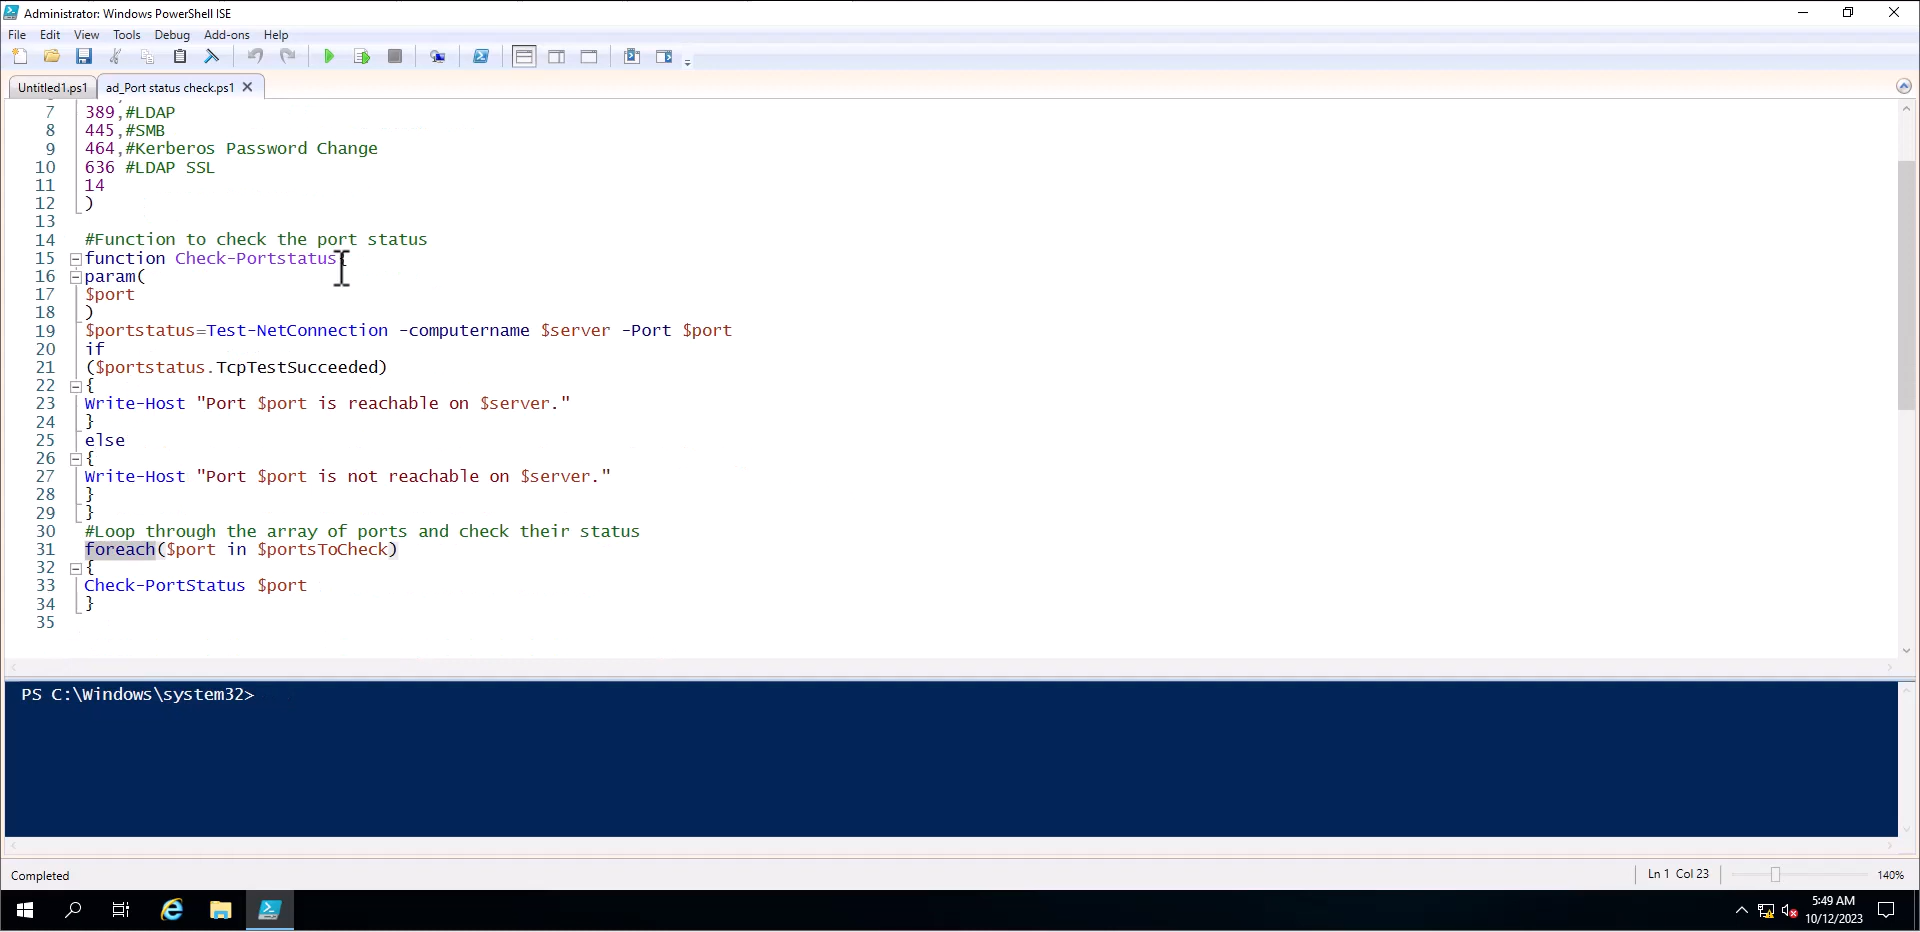 Administrator: Windows PowerShell ISE
File Edit View Tools Debug Add-ons Help
Untitled1.ps1 ad_Port status check.ps1
7 389,#LDAP
8 445,#SMB
9 464,#Kerberos Password Change
10 636 #LDAP SSL
11 14
12 )
13
14 #Function to check the port status
15 function Check-Portstatus{
16 param(
17 $port
18 )
19 $portstatus=Test-NetConnection -computername $server -Port $port
20 if
21 ($portstatus.TcpTestSucceeded)
22 {
23 Write-Host "Port $port is reachable on $server."
24 }
25 else
26 {
27 Write-Host "Port $port is not reachable on $server."
28 }
29 }
30 #Loop through the array of ports and check their status
31 foreach($port in $portsToCheck)
32 {
33 Check-PortStatus $port
34 }
35
PS C:\Windows\system32>
Completed Ln 1 Col 23 140%
5:49 AM
10/12/2023